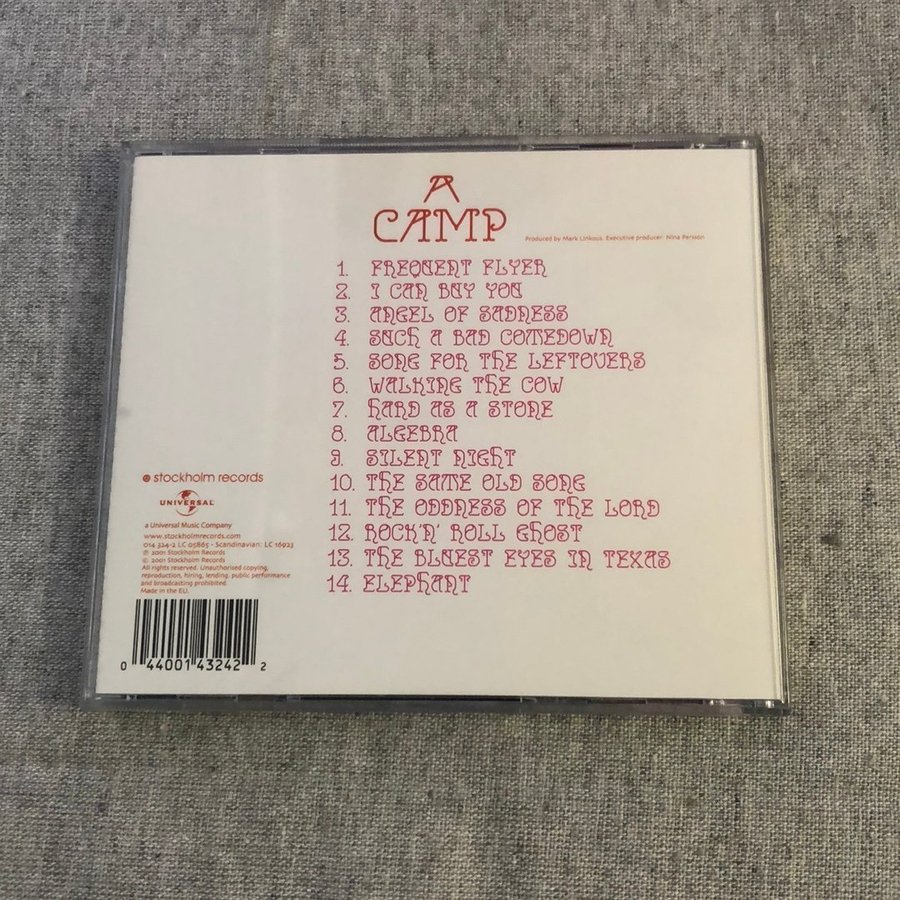 A
CAMP
Produced by Mark Linkous. Executive producer: Nina Persson
1. FREQUENT FLYER
2. I CAN BUY YOU
3. ANGEL OF SADNESS
4. SUCH A BAD COMEDOWN
5. SONG FOR THE LEFTOVERS
6. WALKING THE COW
7. HARD AS A STONE
8. ALGEBRA
9. SILENT NIGHT
10. THE SAME OLD SONG
11. THE ODDNESS OF THE LORD
12. ROCK'N' ROLL GHOST
13. THE BLUEST EYES IN TEXAS
14. ELEPHANT
stockholm records
UNIVERSAL
a Universal Music Company
www.stockholmrecords.com
014 324-2 LC 05865 - Scandinavian: LC 16923
℗ 2001 Stockholm Records
© 2001 Stockholm Records
All rights reserved. Unauthorised copying,
reproduction, hiring, lending, public performance
and broadcasting prohibited.
Made in the EU.
0 44001 43242 2